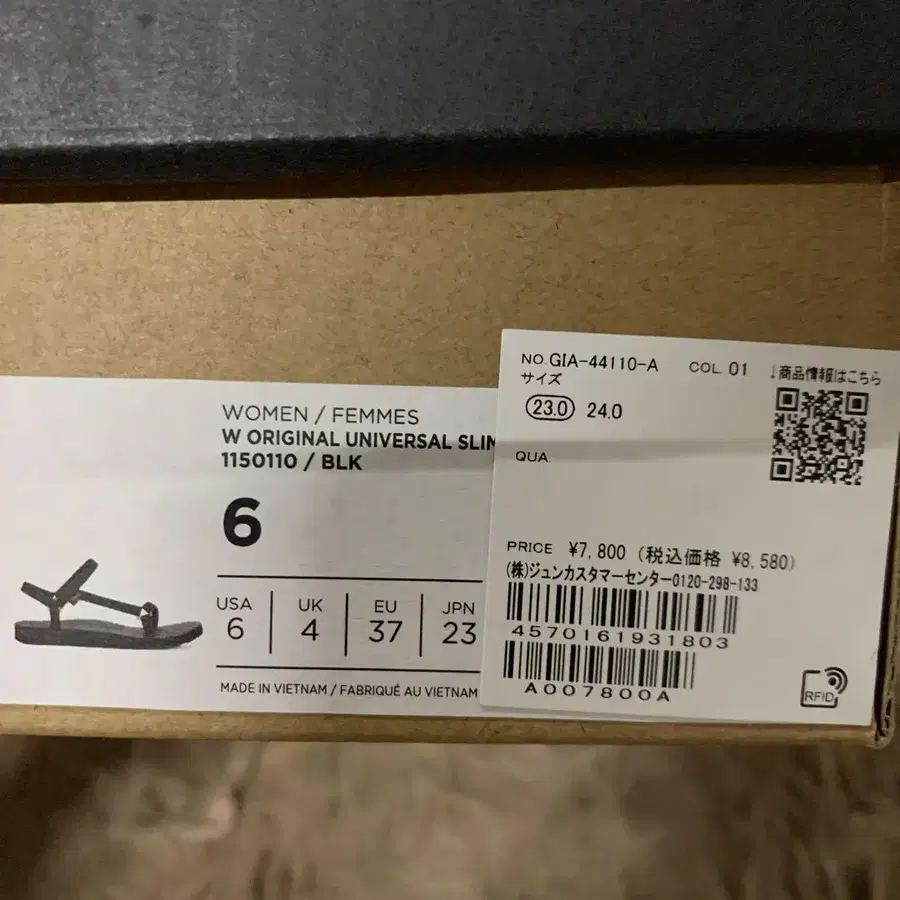 WOMEN / FEMMES
W ORIGINAL UNIVERSAL SLIM
1150110 / BLK
6
USA UK EU JPN
6 4 37 23
MADE IN VIETNAM / FABRIQUÉ AU VIETNAM
NO.GIA-44110-A COL 01 ↓商品情報はこちら
サイズ
23.0 24.0
QUA
PRICE ¥7,800 (税込価格 ¥8,580)
(株)ジュンカスタマーセンター0120-298-133
4570161931803
A007800A
RFID